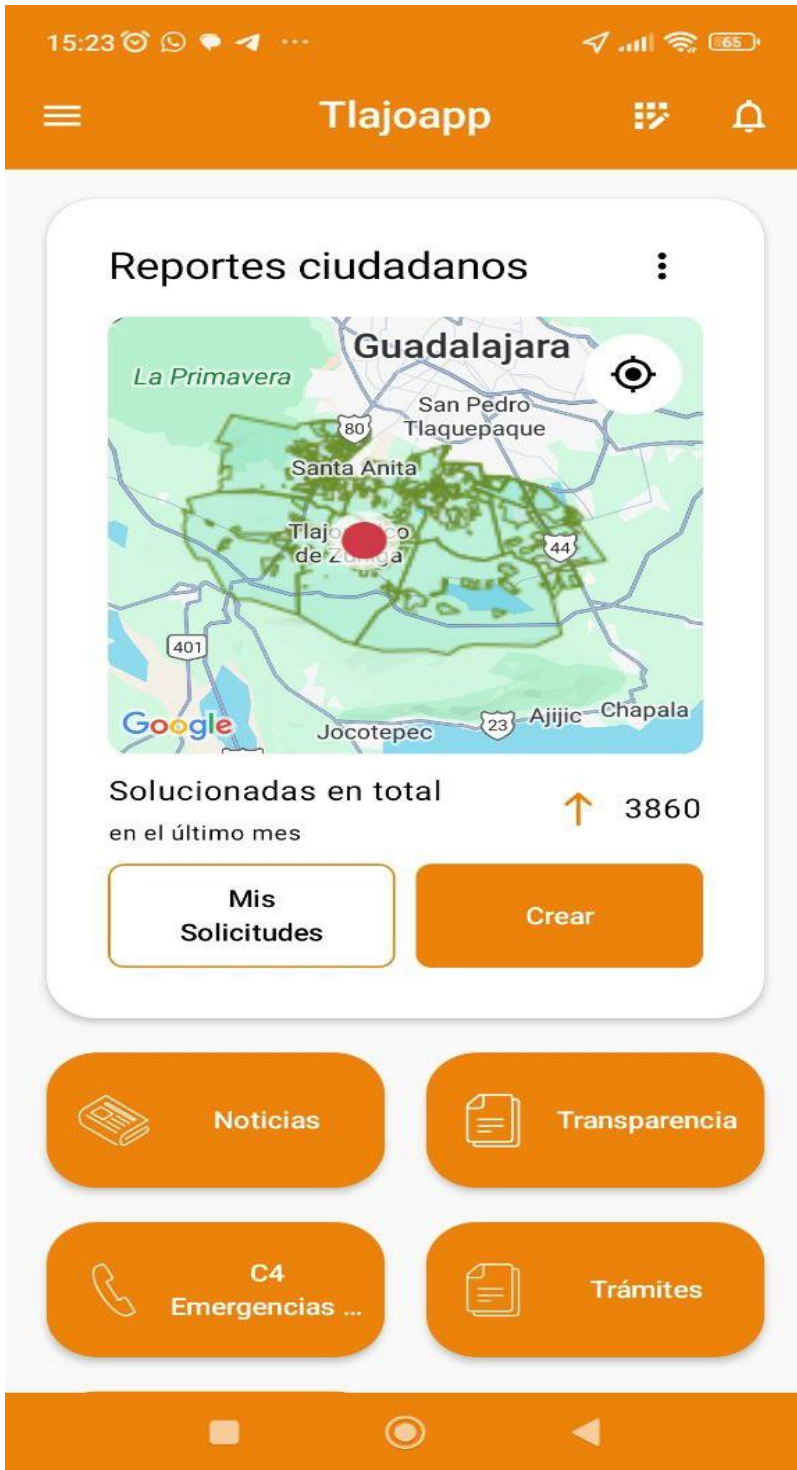 15:23
65
Tlajoapp
Reportes ciudadanos
Guadalajara
La Primavera
San Pedro
Tlaquepaque
80
Santa Anita
de
44
401
Google
Jocotepec
23
Ajijic
Chapala
Solucionadas en total
en el último mes
3860
Mis
Solicitudes
Crear
Noticias
Transparencia
C4
Emergencias ...
Trámites